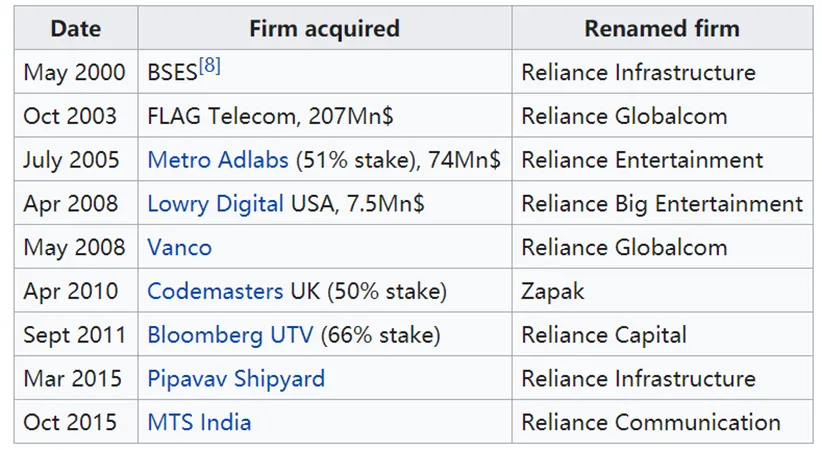 Date Firm acquired Renamed firm
May 2000 BSES[8] Reliance Infrastructure
Oct 2003 FLAG Telecom, 207Mn$ Reliance Globalcom
July 2005 Metro Adlabs (51% stake), 74Mn$ Reliance Entertainment
Apr 2008 Lowry Digital USA, 7.5Mn$ Reliance Big Entertainment
May 2008 Vanco Reliance Globalcom
Apr 2010 Codemasters UK (50% stake) Zapak
Sept 2011 Bloomberg UTV (66% stake) Reliance Capital
Mar 2015 Pipavav Shipyard Reliance Infrastructure
Oct 2015 MTS India Reliance Communication